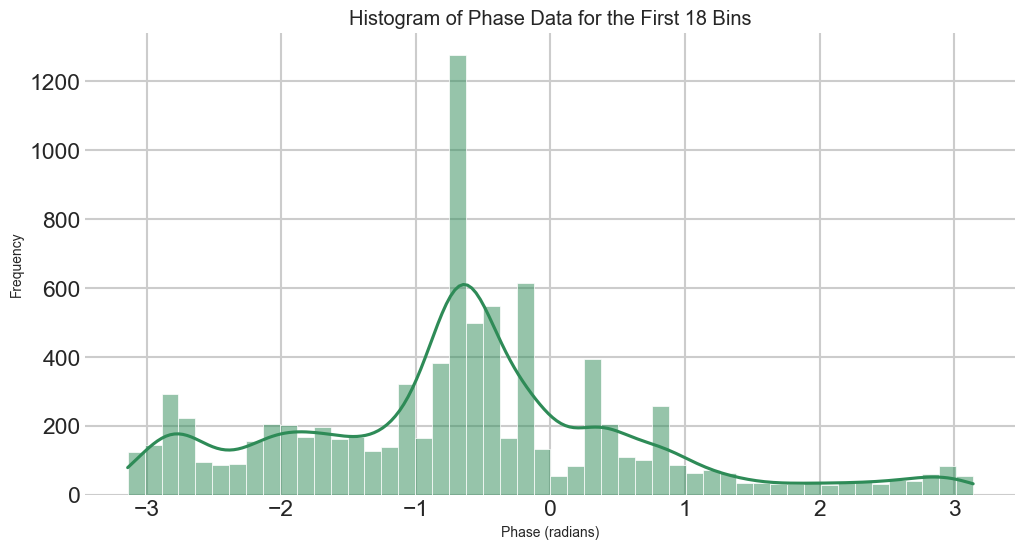 Histogram of Phase Data for the First 18 Bins
1200
1000
800
600
400
200
0
Frequency
−3 −2 −1 0 1 2 3
Phase (radians)